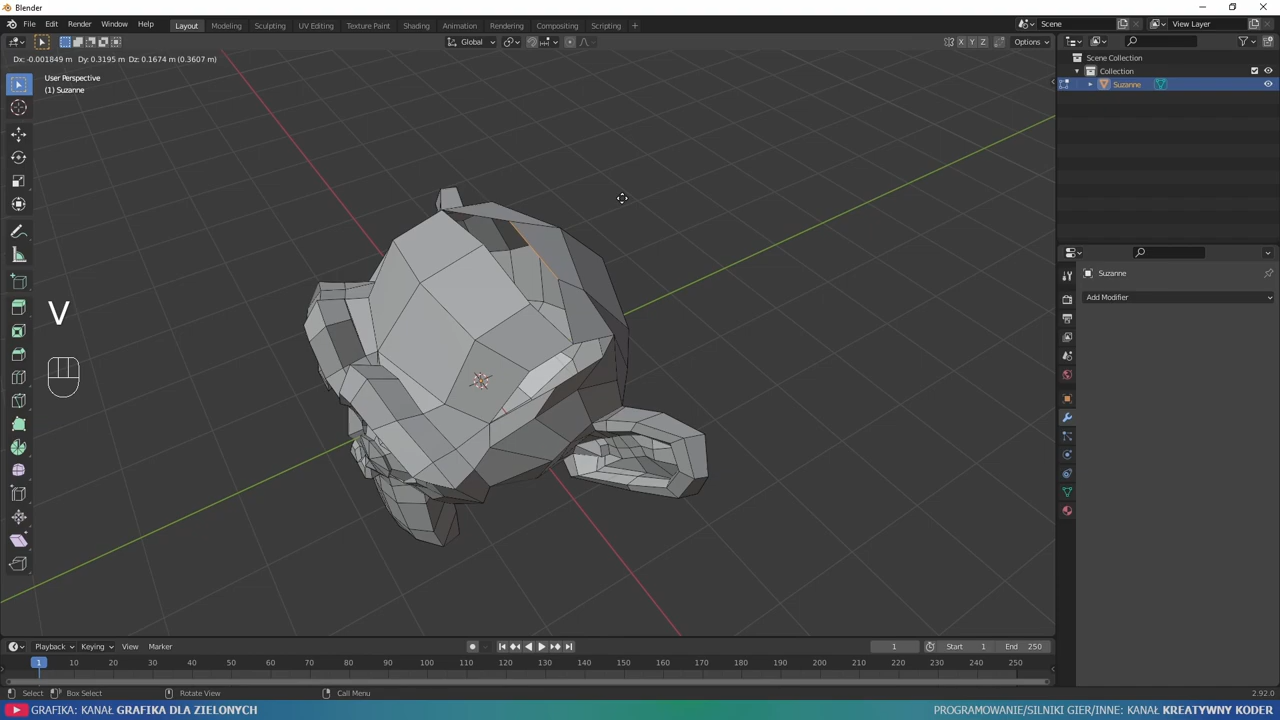 Blender
File Edit Render Window Help Layout Modeling Sculpting UV Editing Texture Paint Shading Animation Rendering Compositing Scripting + Scene View Layer
Global X Y Z Options
Dx: -0.001849 m Dy: 0.3195 m Dz: 0.1674 m (0.3607 m)
User Perspective
(1) Suzanne
Scene Collection
Collection
Suzanne
Suzanne
Add Modifier
V
Playback Keying View Marker 1 Start 1 End 250
1 10 20 30 40 50 60 70 80 90 100 110 120 130 140 150 160 170 180 190 200 210 220 230 240 250
Select Box Select Rotate View Call Menu 2.92.0
GRAFIKA: KANAŁ GRAFIKA DLA ZIELONYCH PROGRAMOWANIE/SILNIKI GIER/INNE: KANAŁ KREATYWNY KODER